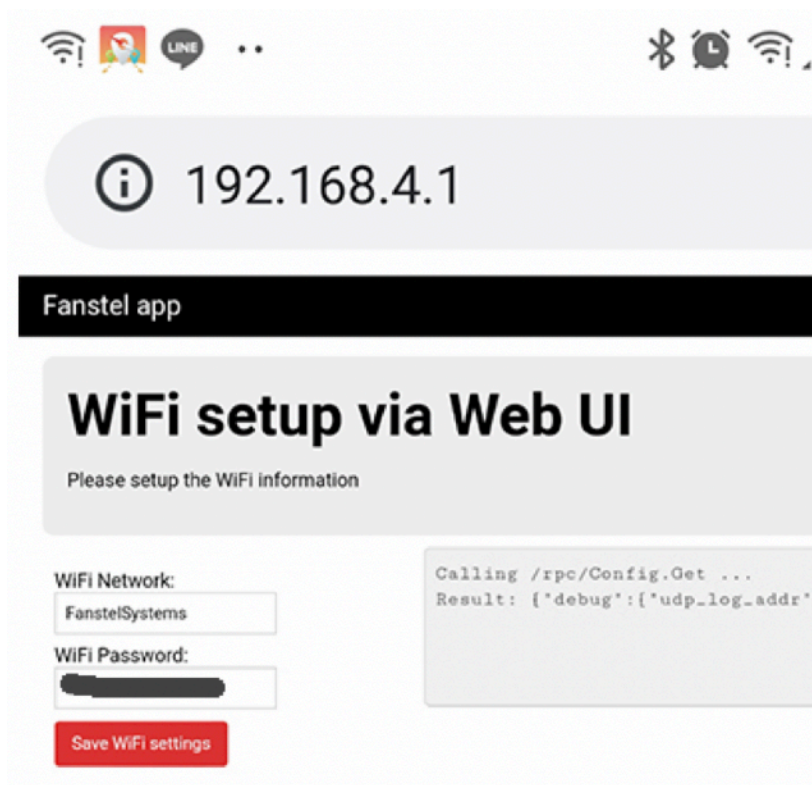 LINE
192.168.4.1
Fanstel app
WiFi setup via Web UI
Please setup the WiFi information
WiFi Network:
FanstelSystems
WiFi Password:
Save WiFi settings
Calling /rpc/Config.Get ...
Result: {"debug":{"udp_log_addr"